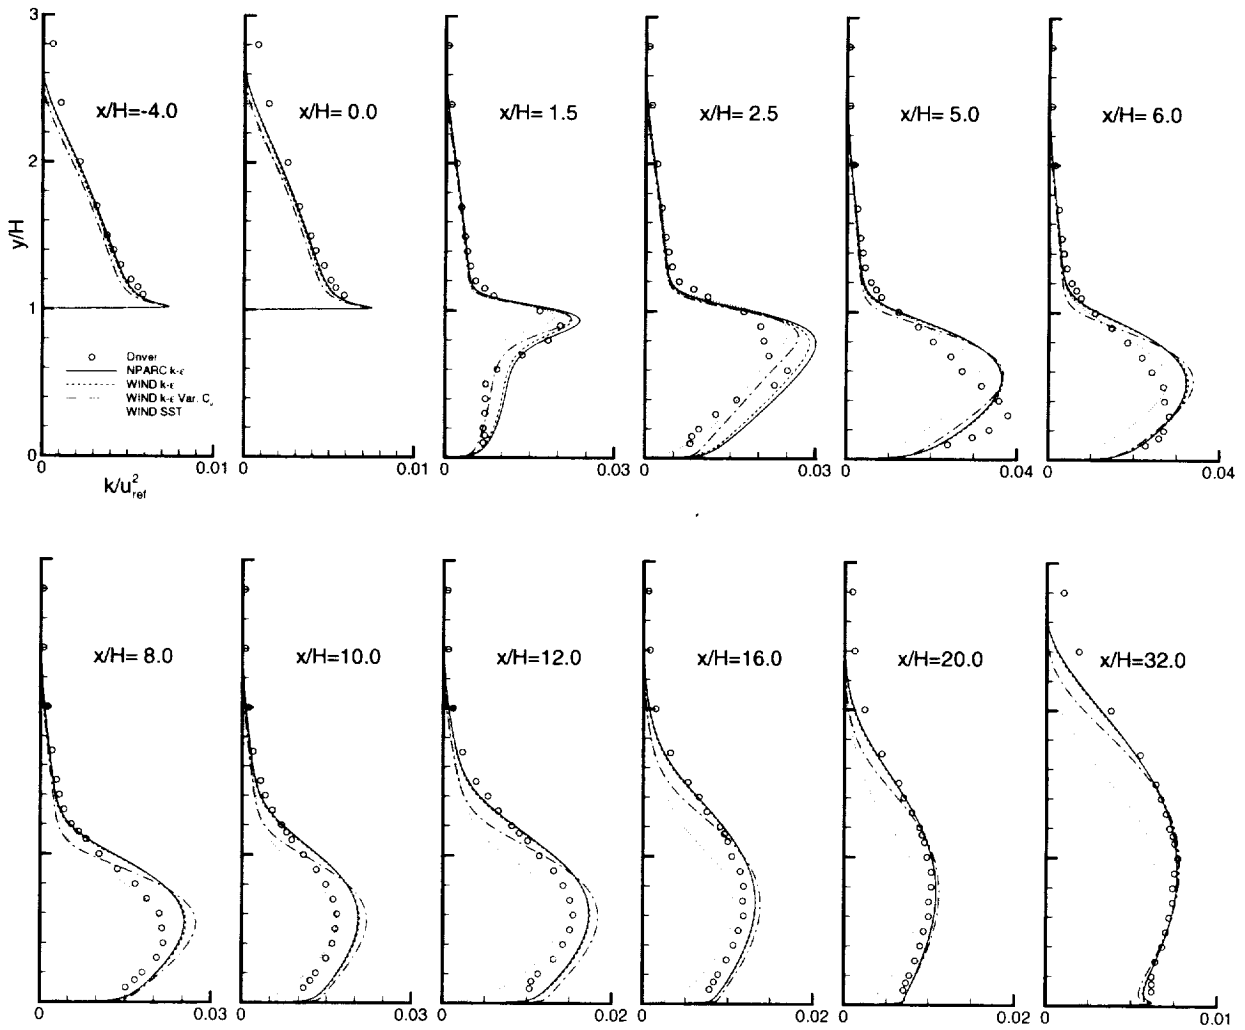 3
2
1
0
y/H
x/H=-4.0
x/H= 0.0
x/H= 1.5
x/H= 2.5
x/H= 5.0
x/H= 6.0
Driver
NPARC k-ε
WIND k-ε
WIND k-ε Var. Cμ
WIND SST
0 0.01
0 0.01
0 0.03
0 0.03
0 0.04
0 0.04
k/u²ref
x/H= 8.0
x/H=10.0
x/H=12.0
x/H=16.0
x/H=20.0
x/H=32.0
0 0.03
0 0.03
0 0.02
0 0.02
0 0.02
0 0.01